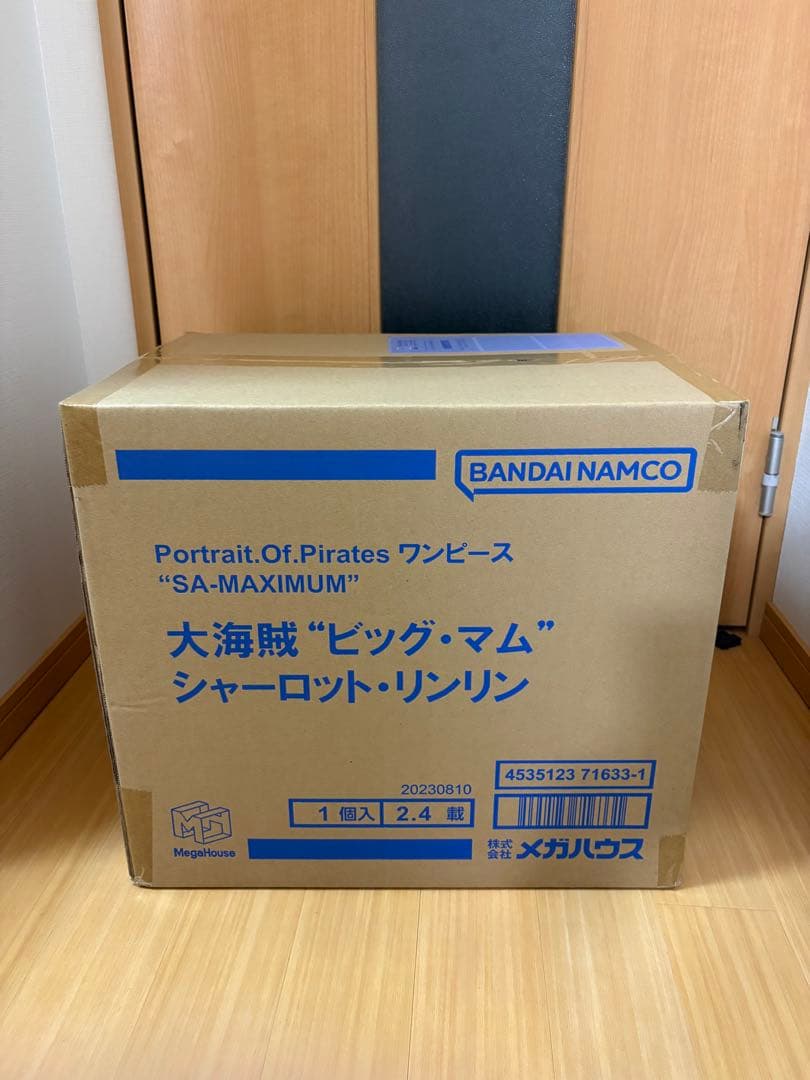 BANDAI NAMCO
Portrait.Of.Pirates ワンピース
“SA-MAXIMUM”
大海賊“ビッグ・マム”
シャーロット・リンリン
4535123 71633-1
20230810
1 個入 2.4 載
MegaHouse
株式会社 メガハウス